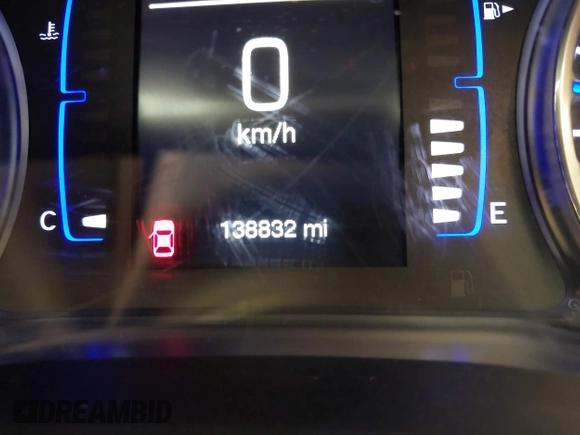 0
km/h
C
138832 mi
E
DREAMBID